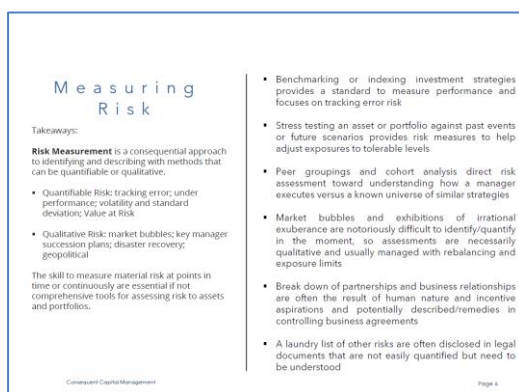 Measuring
Risk
Takeaways:
Risk Measurement is a consequential approach
to identifying and describing with methods that
can be quantifiable or qualitative.
▪ Quantifiable Risk: tracking error; under
performance; volatility and standard
deviation; Value at Risk
▪ Qualitative Risk: market bubbles; key manager
succession plans; disaster recovery;
geopolitical
The skill to measure material risk at points in
time or continuously are essential if not
comprehensive tools for assessing risk to assets
and portfolios.
▪ Benchmarking or indexing investment strategies
provides a standard to measure performance and
focuses on tracking error risk
▪ Stress testing an asset or portfolio against past events
or future scenarios provides risk measures to help
adjust exposures to tolerable levels
▪ Peer groupings and cohort analysis direct risk
assessment toward understanding how a manager
executes versus a known universe of similar strategies
▪ Market bubbles and exhibitions of irrational
exuberance are notoriously difficult to identify/quantify
in the moment, so assessments are necessarily
qualitative and usually managed with rebalancing and
exposure limits
▪ Break down of partnerships and business relationships
are often the result of human nature and incentive
aspirations and potentially described/remedies in
controlling business agreements
▪ A laundry list of other risks are often disclosed in legal
documents that are not easily quantified but need to
be understood
Consequent Capital Management
Page 4